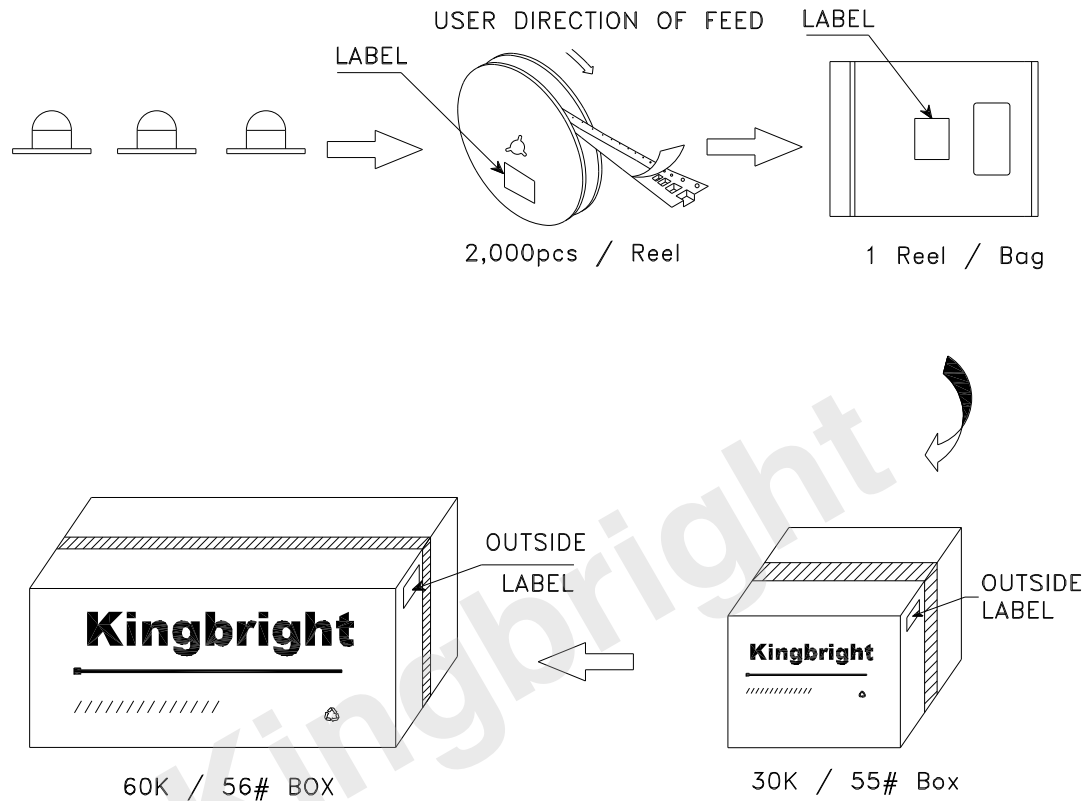 USER DIRECTION OF FEED
LABEL
LABEL
2,000pcs / Reel
1 Reel / Bag
OUTSIDE
LABEL
OUTSIDE
LABEL
Kingbright
Kingbright
60K / 56# BOX
30K / 55# Box
Kingbright